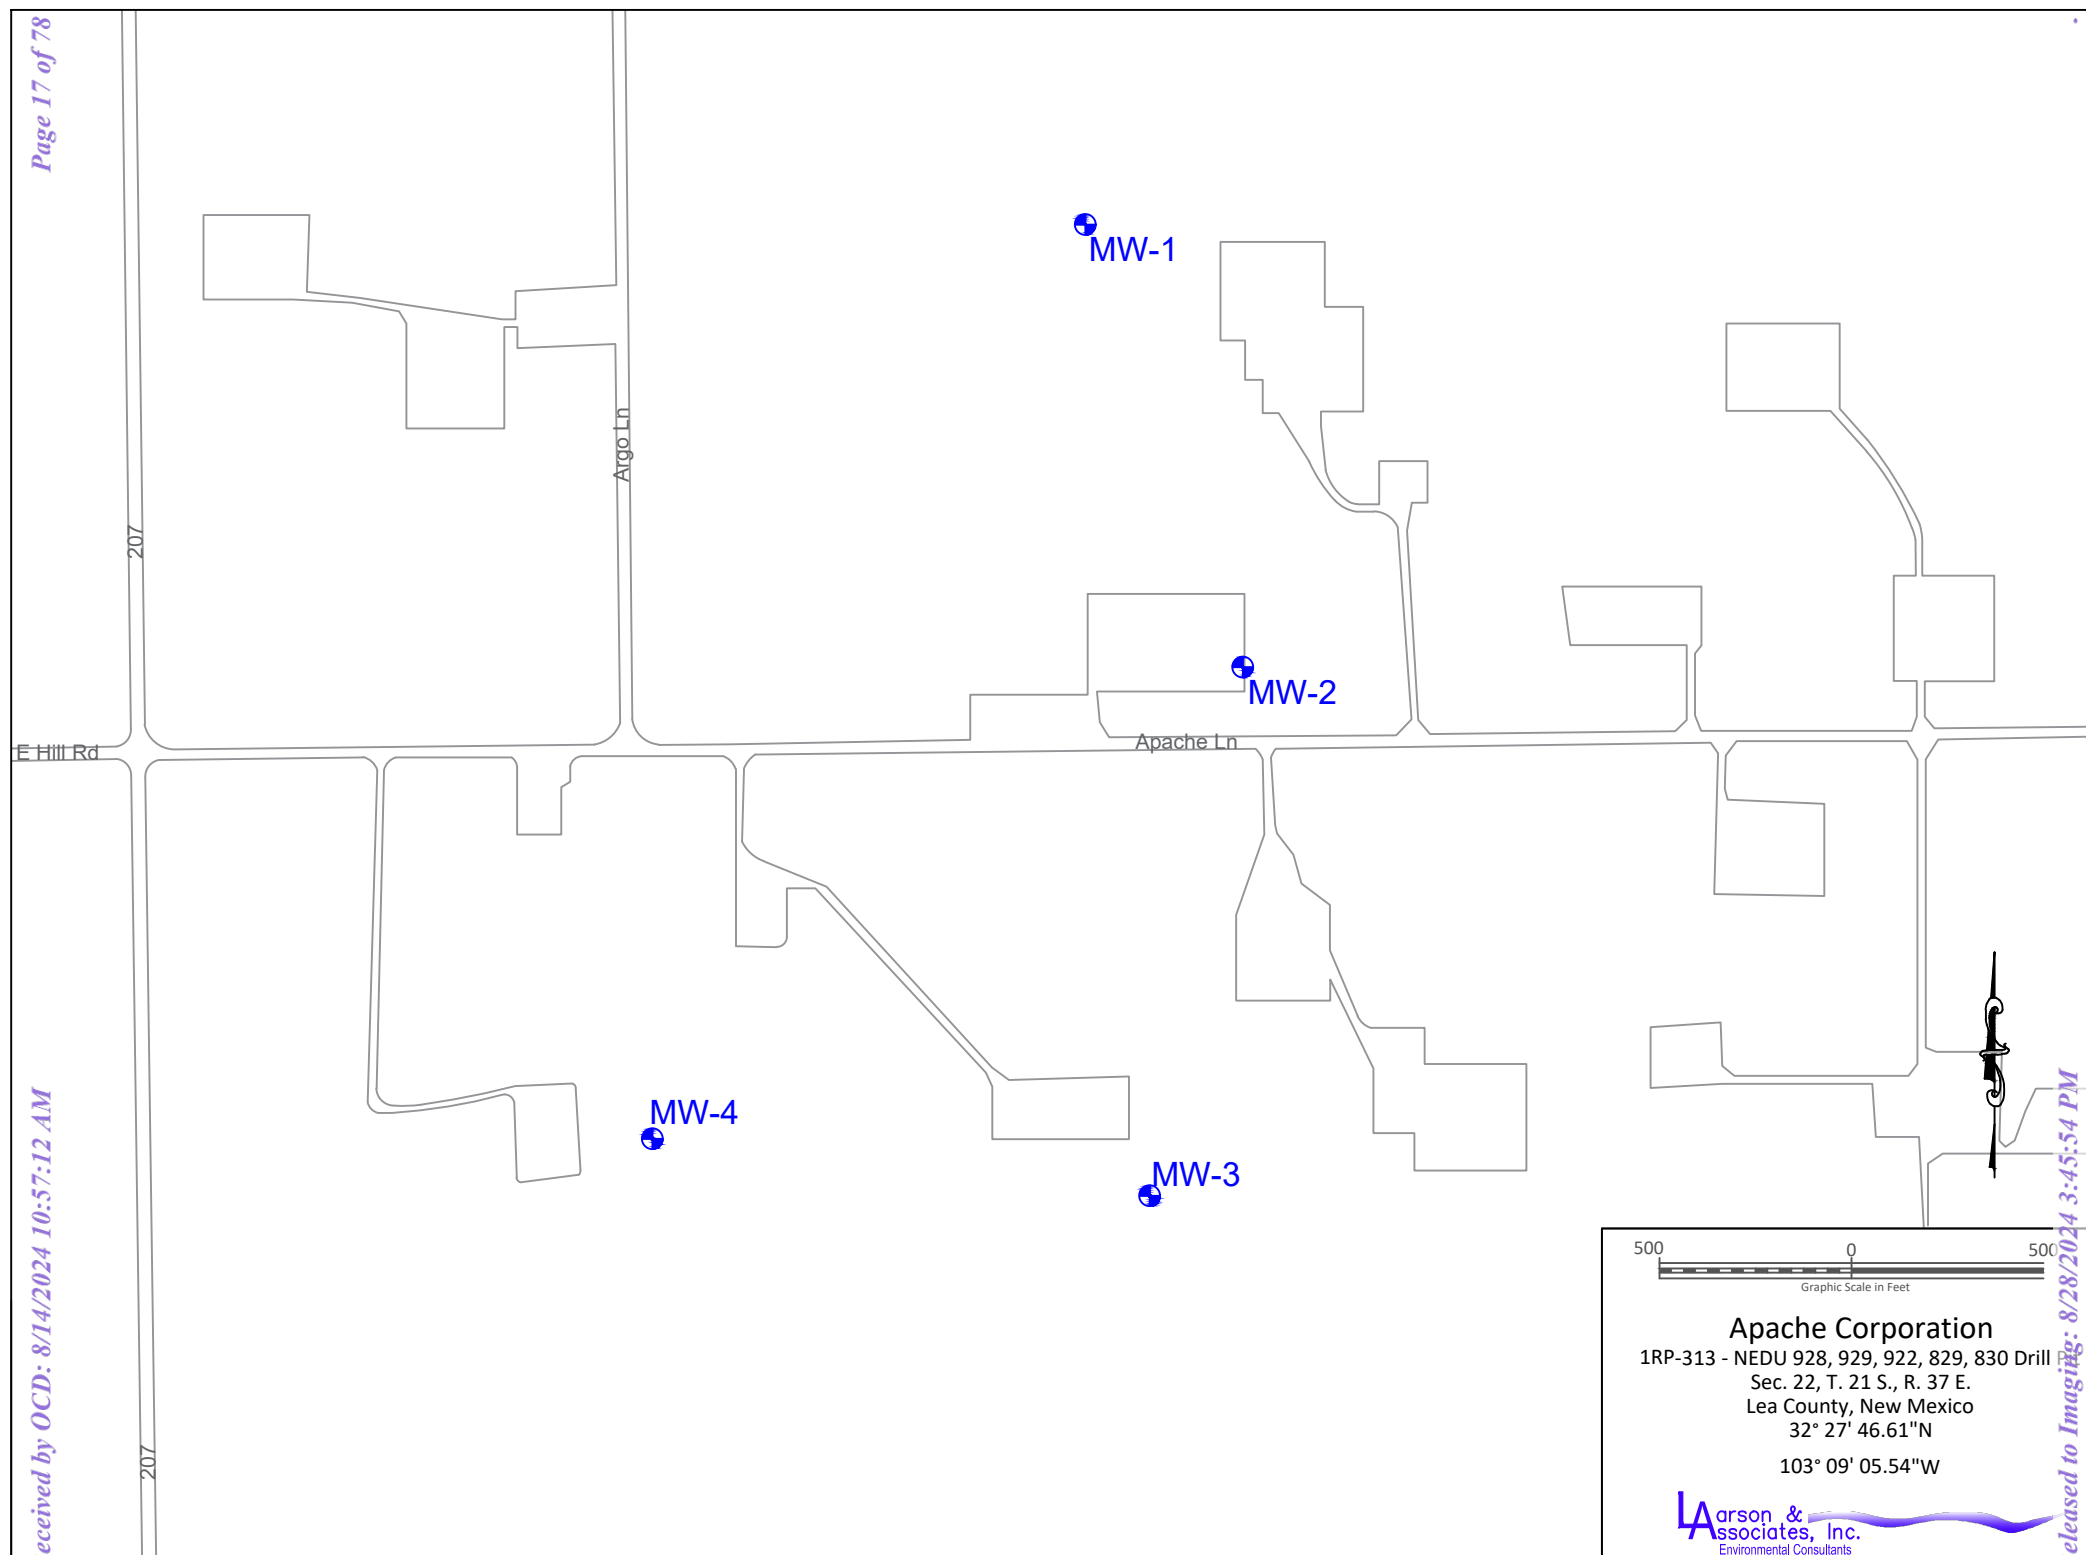 Page 17 of 78
MW-1
Argo Ln
207
MW-2
Apache Ln
E Hill Rd
MW-4
MW-3
207
eceived by OCD: 8/14/2024 10:57:12 AM
eleased to Imaging: 8/28/2024 3:45:54 PM
500 0 500
Graphic Scale in Feet
Apache Corporation
1RP-313 - NEDU 928, 929, 922, 829, 830 Drill
Sec. 22, T. 21 S., R. 37 E.
Lea County, New Mexico
32° 27' 46.61"N
103° 09' 05.54"W
Larson &
Associates, Inc.
Environmental Consultants